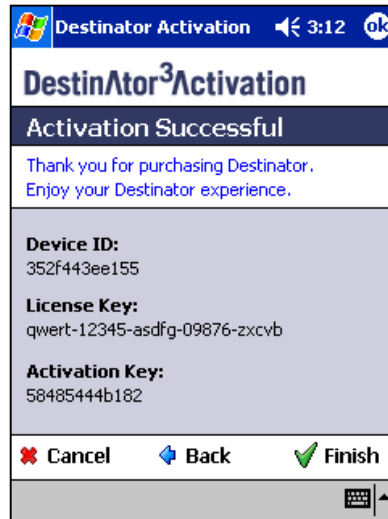 Destinator Activation 3:12 ok
DestinΛtor³Λctivation
Activation Successful
Thank you for purchasing Destinator.
Enjoy your Destinator experience.
Device ID:
352f443ee155
License Key:
qwert-12345-asdfg-09876-zxcvb
Activation Key:
58485444b182
Cancel Back Finish